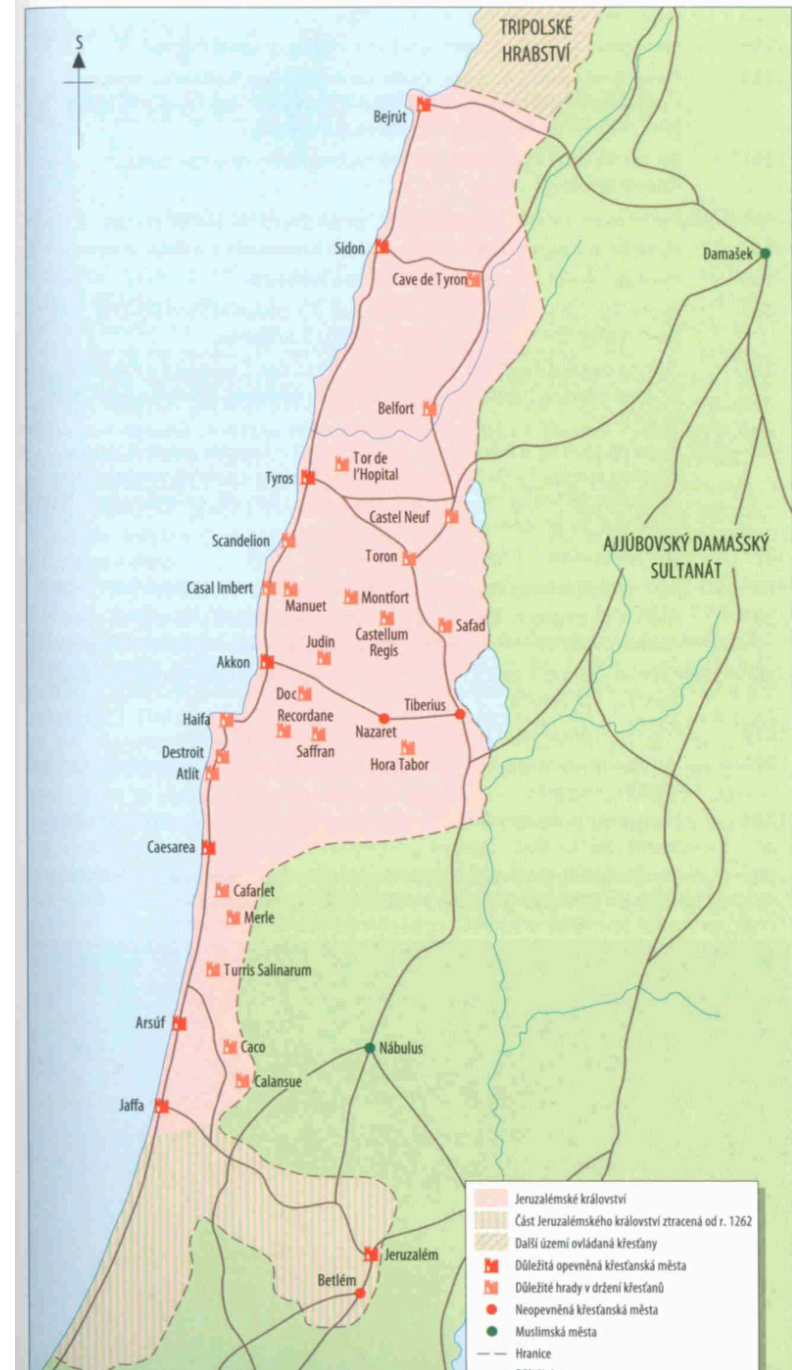 TRIPOLSKÉ
HRABSTVÍ
S
Bejrút
Sidon
Damašek
Cave de Tyron
Belfort
Tor de
l'Hopital
Tyros
Castel Neuf
Scandelion
AJJÚBOVSKÝ DAMAŠSKÝ
SULTANÁT
Toron
Casal Imbert
Manuet
Montfort
Castellum
Regis
Safad
Judin
Akkon
Doc
Tiberius
Haifa
Recordane
Nazaret
Saffran
Hora Tabor
Destroit
Atlít
Caesarea
Cafarlet
Merle
Turris Salinarum
Arsúf
Caco
Nábulus
Calansue
Jaffa
Jeruzalém
Betlém
Jeruzalémské království
Část Jeruzalémského království ztracená od r. 1262
Další území ovládaná křesťany
Důležitá opevněná křesťanská města
Důležité hrady v držení křesťanů
Neopevněná křesťanská města
Muslimská města
Hranice